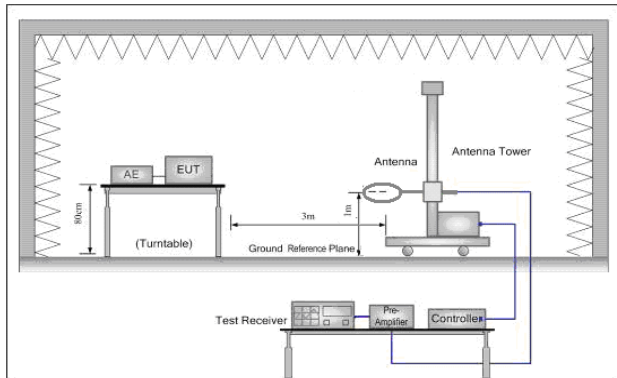 AE
EUT
80cm
(Turntable)
3m
1m
Antenna
Antenna Tower
Ground Reference Plane
Test Receiver
Pre-
Amplifier
Controller